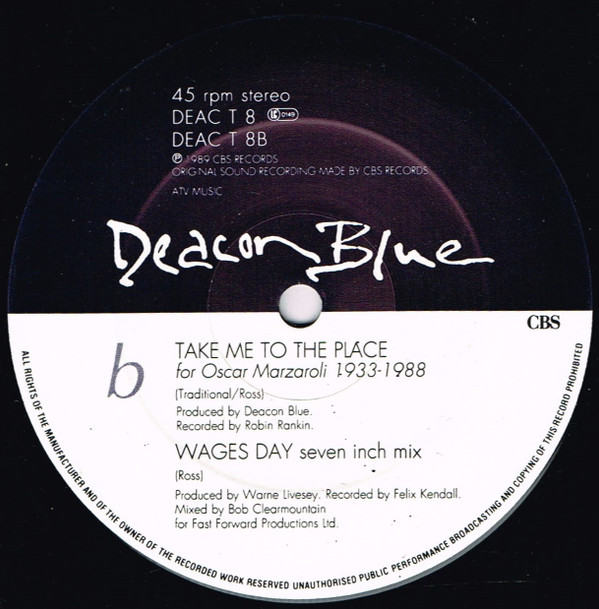 45 rpm stereo
DEAC T 8 LC 0149
DEAC T 8B
Ⓟ 1989 CBS RECORDS
ORIGINAL SOUND RECORDING MADE BY CBS RECORDS
ATV MUSIC
Deacon Blue
CBS
b
TAKE ME TO THE PLACE
for Oscar Marzaroli 1933-1988
(Traditional/Ross)
Produced by Deacon Blue.
Recorded by Robin Rankin.
WAGES DAY seven inch mix
(Ross)
Produced by Warne Livesey. Recorded by Felix Kendall.
Mixed by Bob Clearmountain
for Fast Forward Productions Ltd.
ALL RIGHTS OF THE MANUFACTURER AND OF THE OWNER OF THE RECORDED WORK RESERVED UNAUTHORISED PUBLIC PERFORMANCE BROADCASTING AND COPYING OF THIS RECORD PROHIBITED